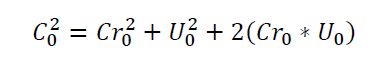 $C_0^2 = Cr_0^2 + U_0^2 + 2(Cr_0 * U_0)$